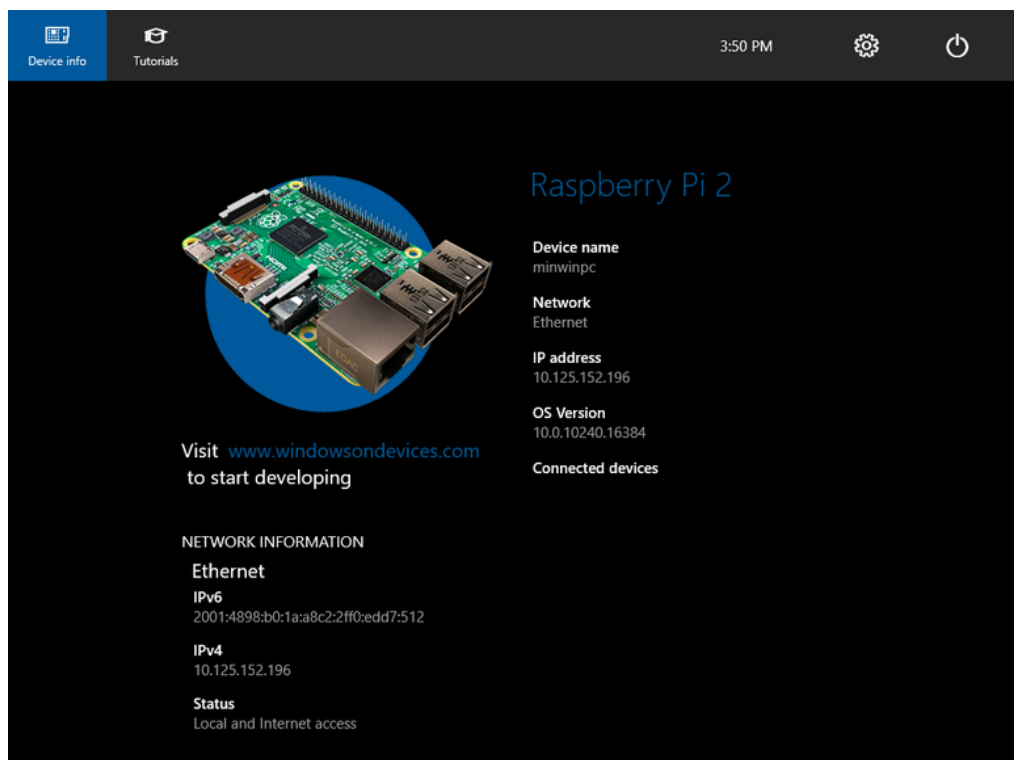 Device info
Tutorials
3:50 PM
Raspberry Pi 2
Device name
minwinpc
Network
Ethernet
IP address
10.125.152.196
OS Version
10.0.10240.16384
Connected devices
HDMI
EDAC
Visit www.windowsondevices.com
to start developing
NETWORK INFORMATION
Ethernet
IPv6
2001:4898:b0:1a:a8c2:2ff0:edd7:512
IPv4
10.125.152.196
Status
Local and Internet access